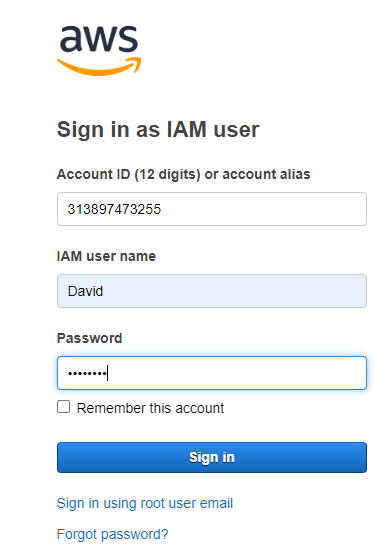 aws
Sign in as IAM user
Account ID (12 digits) or account alias
313897473255
IAM user name
David
Password
••••••••
Remember this account
Sign in
Sign in using root user email
Forgot password?